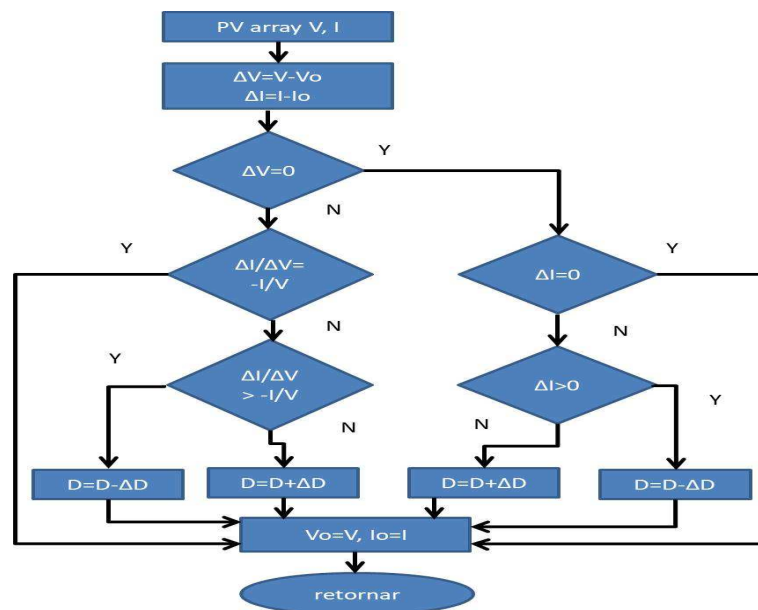 PV array V, I
ΔV=V-Vo
ΔI=I-Io
ΔV=0
Y
N
Y
ΔI/ΔV=
-I/V
ΔI=0
Y
N
N
Y
ΔI/ΔV
> -I/V
ΔI>0
Y
N
N
D=D-ΔD
D=D+ΔD
D=D+ΔD
D=D-ΔD
Vo=V, Io=I
retornar